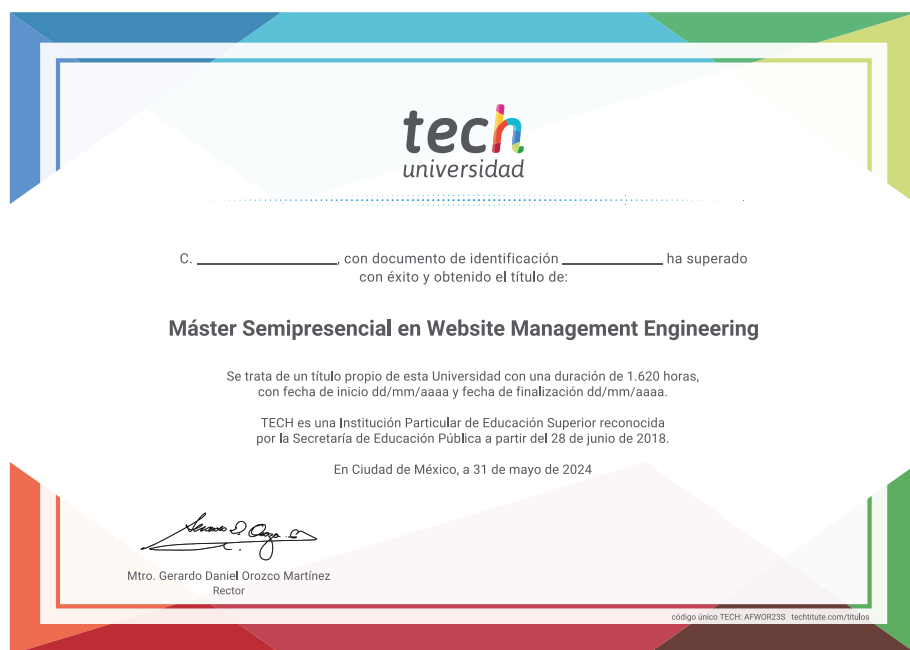 tech
universidad
C. ___________________, con documento de identificación ______________ ha superado
con éxito y obtenido el título de:
Máster Semipresencial en Website Management Engineering
Se trata de un título propio de esta Universidad con una duración de 1.620 horas,
con fecha de inicio dd/mm/aaaa y fecha de finalización dd/mm/aaaa.
TECH es una Institución Particular de Educación Superior reconocida
por la Secretaría de Educación Pública a partir del 28 de junio de 2018.
En Ciudad de México, a 31 de mayo de 2024
Mtro. Gerardo Daniel Orozco Martínez
Rector
código único TECH: AFWOR23S techtitute.com/titulos